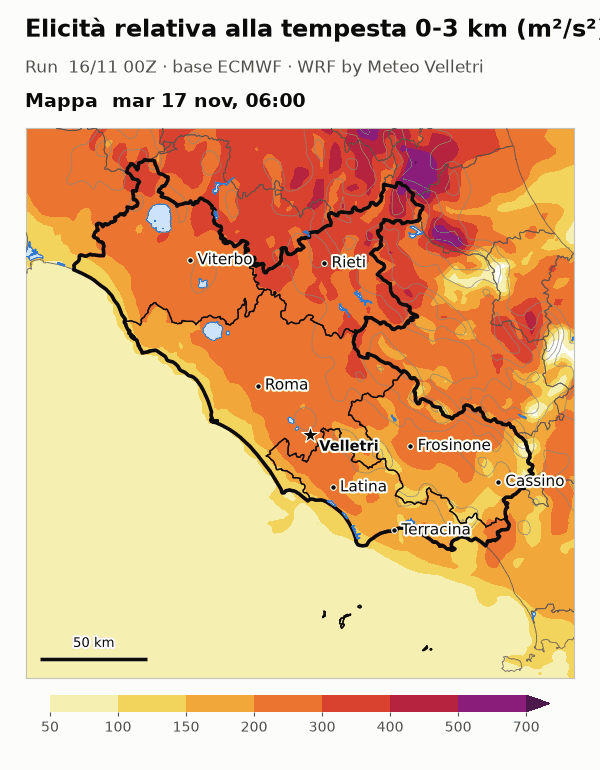 Elicità relativa alla tempesta 0-3 km (m²/s²)
Run 16/11 00Z · base ECMWF · WRF by Meteo Velletri
Mappa mar 17 nov, 06:00
Viterbo
Rieti
Roma
Velletri
Frosinone
Cassino
Latina
Terracina
50 km
50 100 150 200 300 400 500 700